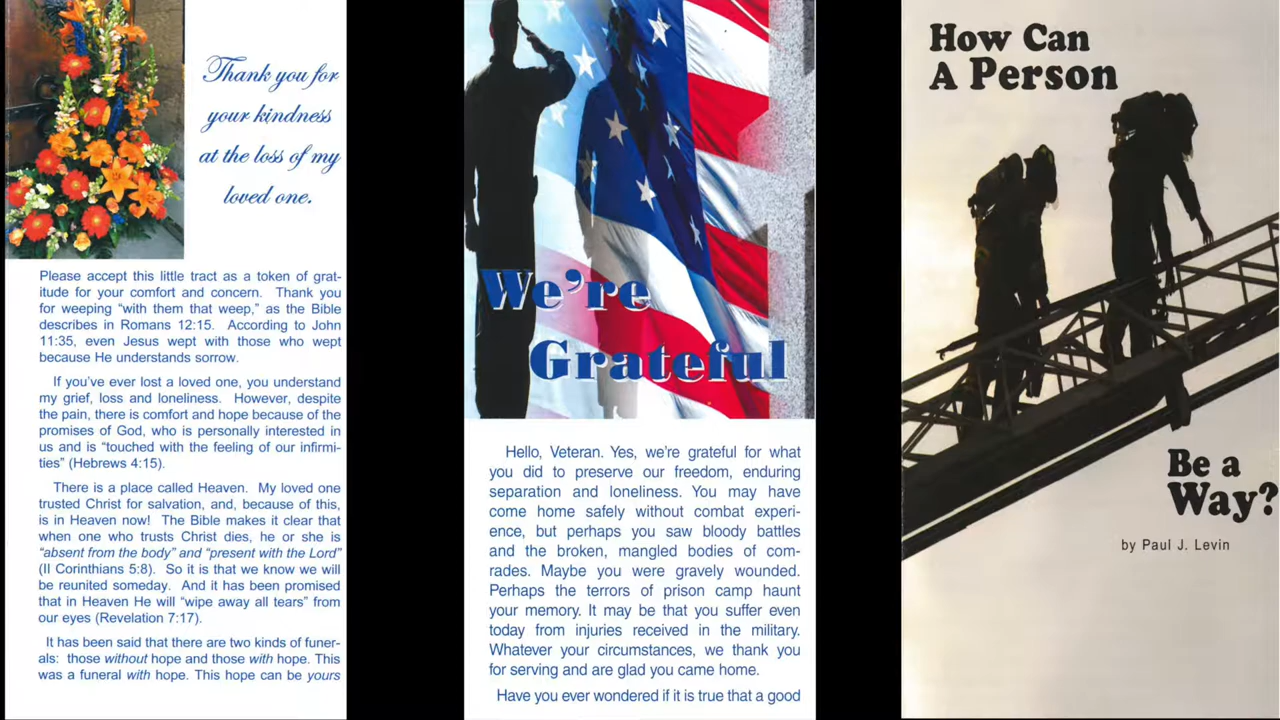 Thank you for
your kindness
at the loss of my
loved one.
Please accept this little tract as a token of grat-
itude for your comfort and concern. Thank you
for weeping “with them that weep,” as the Bible
describes in Romans 12:15. According to John
11:35, even Jesus wept with those who wept
because He understands sorrow.
If you’ve ever lost a loved one, you understand
my grief, loss and loneliness. However, despite
the pain, there is comfort and hope because of the
promises of God, who is personally interested in
us and is “touched with the feeling of our infirmi-
ties” (Hebrews 4:15).
There is a place called Heaven. My loved one
trusted Christ for salvation, and, because of this,
is in Heaven now! The Bible makes it clear that
when one who trusts Christ dies, he or she is
“absent from the body” and “present with the Lord”
(II Corinthians 5:8). So it is that we know we will
be reunited someday. And it has been promised
that in Heaven He will “wipe away all tears” from
our eyes (Revelation 7:17).
It has been said that there are two kinds of funer-
als: those without hope and those with hope. This
was a funeral with hope. This hope can be yours
We’re
Grateful
Hello, Veteran. Yes, we’re grateful for what
you did to preserve our freedom, enduring
separation and loneliness. You may have
come home safely without combat experi-
ence, but perhaps you saw bloody battles
and the broken, mangled bodies of com-
rades. Maybe you were gravely wounded.
Perhaps the terrors of prison camp haunt
your memory. It may be that you suffer even
today from injuries received in the military.
Whatever your circumstances, we thank you
for serving and are glad you came home.
Have you ever wondered if it is true that a good
How Can
A Person
Be a
Way?
by Paul J. Levin